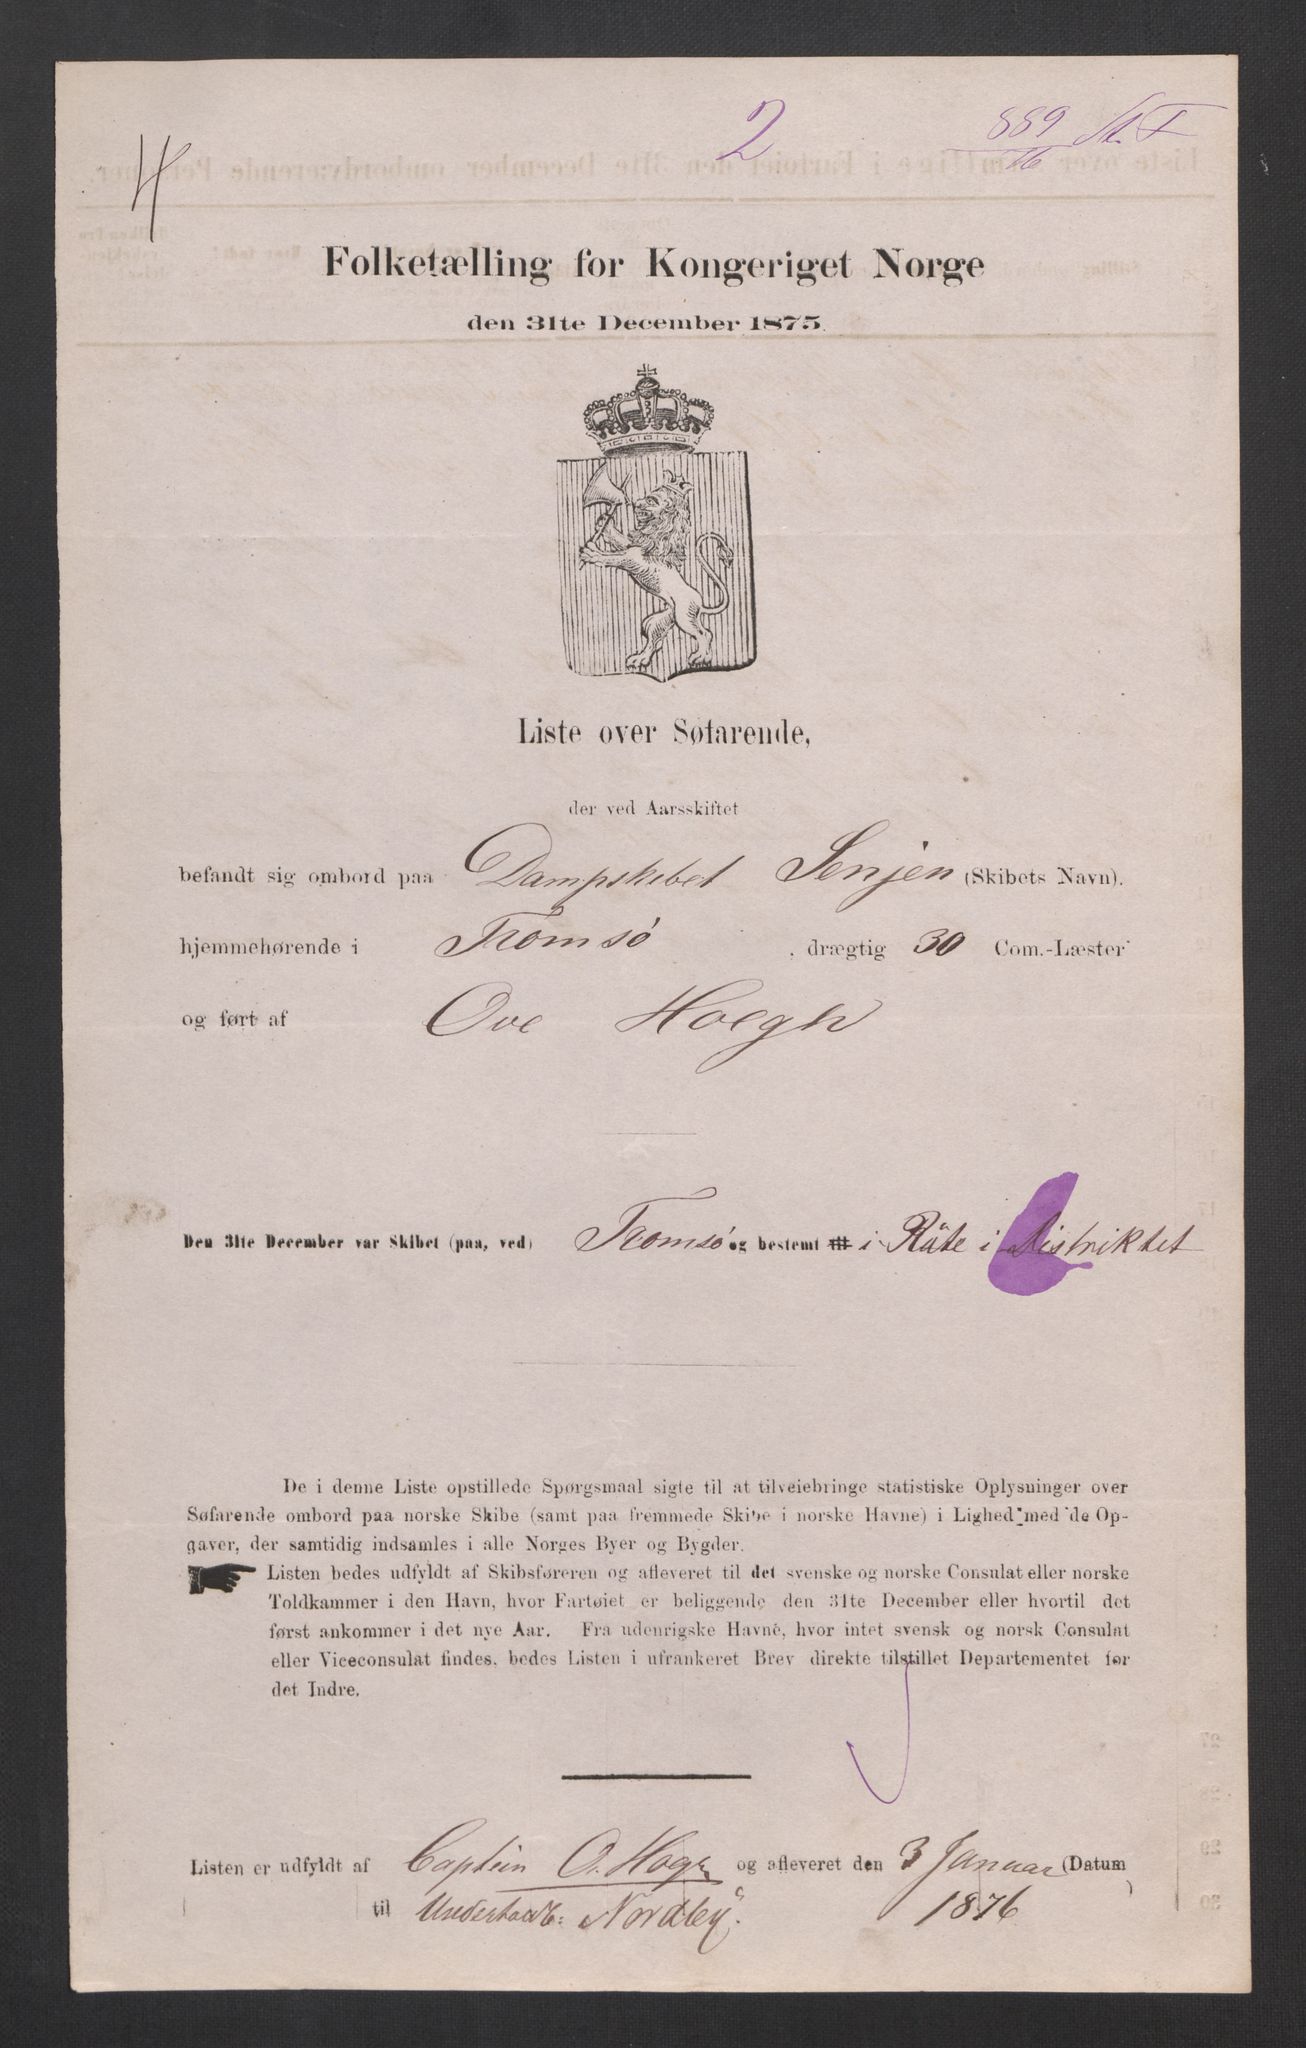 2
889 St. T
16
4
Folketælling for Kongeriget Norge
den 31te December 1875.
Liste over Søfarende,
der ved Aarsskiftet
befandt sig ombord paa Dampskibet Senjen (Skibets Navn).
hjemmehørende i Tromsø, drægtig 30 Com.-Læster
og ført af Ove Hoegh
Den 31te December var Skibet (paa, ved) Tromsø og bestemt til i Rute i Distriktet
De i denne Liste opstillede Spørgsmaal sigte til at tilveiebringe statistiske Oplysninger over
Søfarende ombord paa norske Skibe (samt paa fremmede Skibe i norske Havne) i Lighed med de Op-
gaver, der samtidig indsamles i alle Norges Byer og Bygder.
Listen bedes udfyldt af Skibsføreren og afleveret til det svenske og norske Consulat eller norske
Toldkammer i den Havn, hvor Fartøiet er beliggende den 31te December eller hvortil det
først ankommer i det nye Aar. Fra udenrigske Havne, hvor intet svensk og norsk Consulat
eller Viceconsulat findes, bedes Listen i ufrankeret Brev direkte tilstillet Departementet for
det Indre.
Listen er udfyldt af Captein O. Hoegh og afleveret den 3 Januar (Datum
til Nordby. 1876